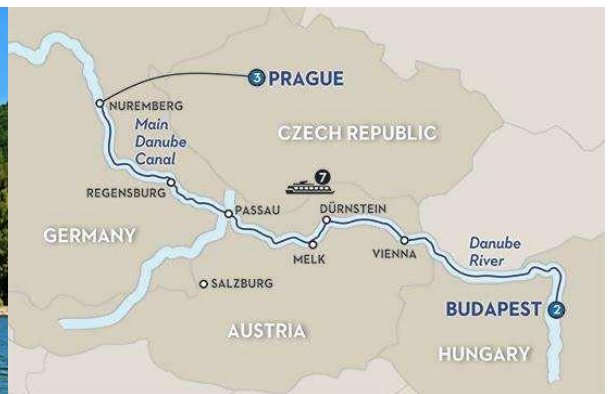 3 PRAGUE
NUREMBERG
Main
Danube
Canal
CZECH REPUBLIC
7
REGENSBURG
PASSAU
DÜRNSTEIN
GERMANY
MELK
VIENNA
Danube
River
SALZBURG
BUDAPEST 2
AUSTRIA
HUNGARY